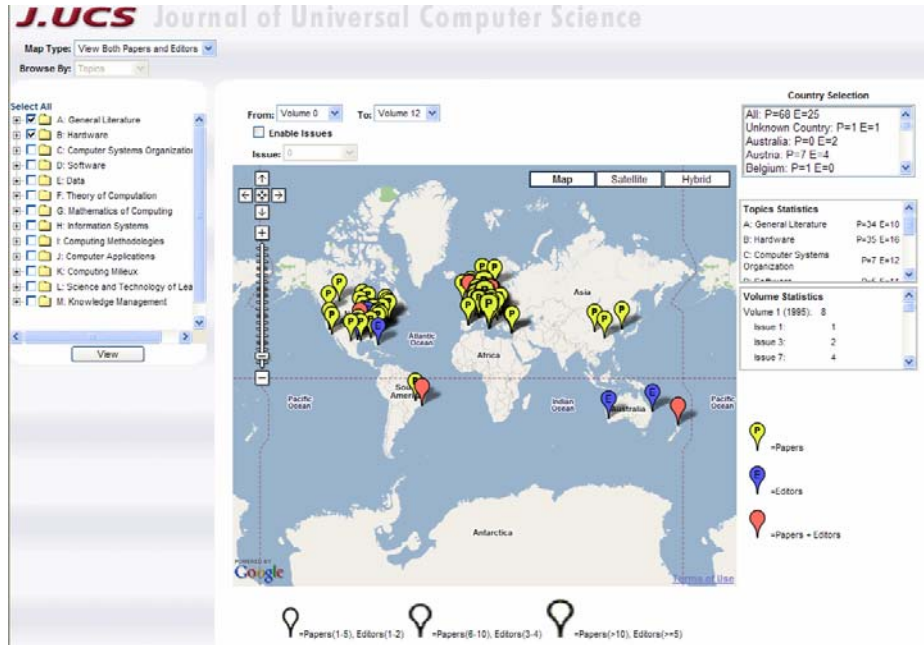 J.UCS Journal of Universal Computer Science
Map Type: View Both Papers and Editors
Browse By: Topics
Select All
A: General Literature
B: Hardware
C: Computer Systems Organizatio
D: Software
E: Data
F: Theory of Computation
G: Mathematics of Computing
H: Information Systems
I: Computing Methodologies
J: Computer Applications
K: Computing Milieux
L: Science and Technology of Lea
M: Knowledge Management
View
From: Volume 0 To: Volume 12
Enable Issues
Issue: 0
Map Satellite Hybrid
Asia
Atlantic
Ocean
Africa
South
America
Pacific
Ocean
Indian
Ocean
Australia
Pacific
Ocean
Antarctica
P
E
POWERED BY
Google
Terms of Use
Country Selection
All: P=68 E=25
Unknown Country: P=1 E=1
Australia: P=0 E=2
Austria: P=7 E=4
Belgium: P=1 E=0
Topics Statistics
A: General Literature P=34 E=10
B: Hardware P=35 E=16
C: Computer Systems P=7 E=12
Organization
Volume Statistics
Volume 1 (1995): 8
Issue 1: 1
Issue 3: 2
Issue 7: 4
P =Papers
E =Editors
=Papers + Editors
=Papers(1-5), Editors(1-2) =Papers(6-10), Editors(3-4) =Papers(>10), Editors(>=5)